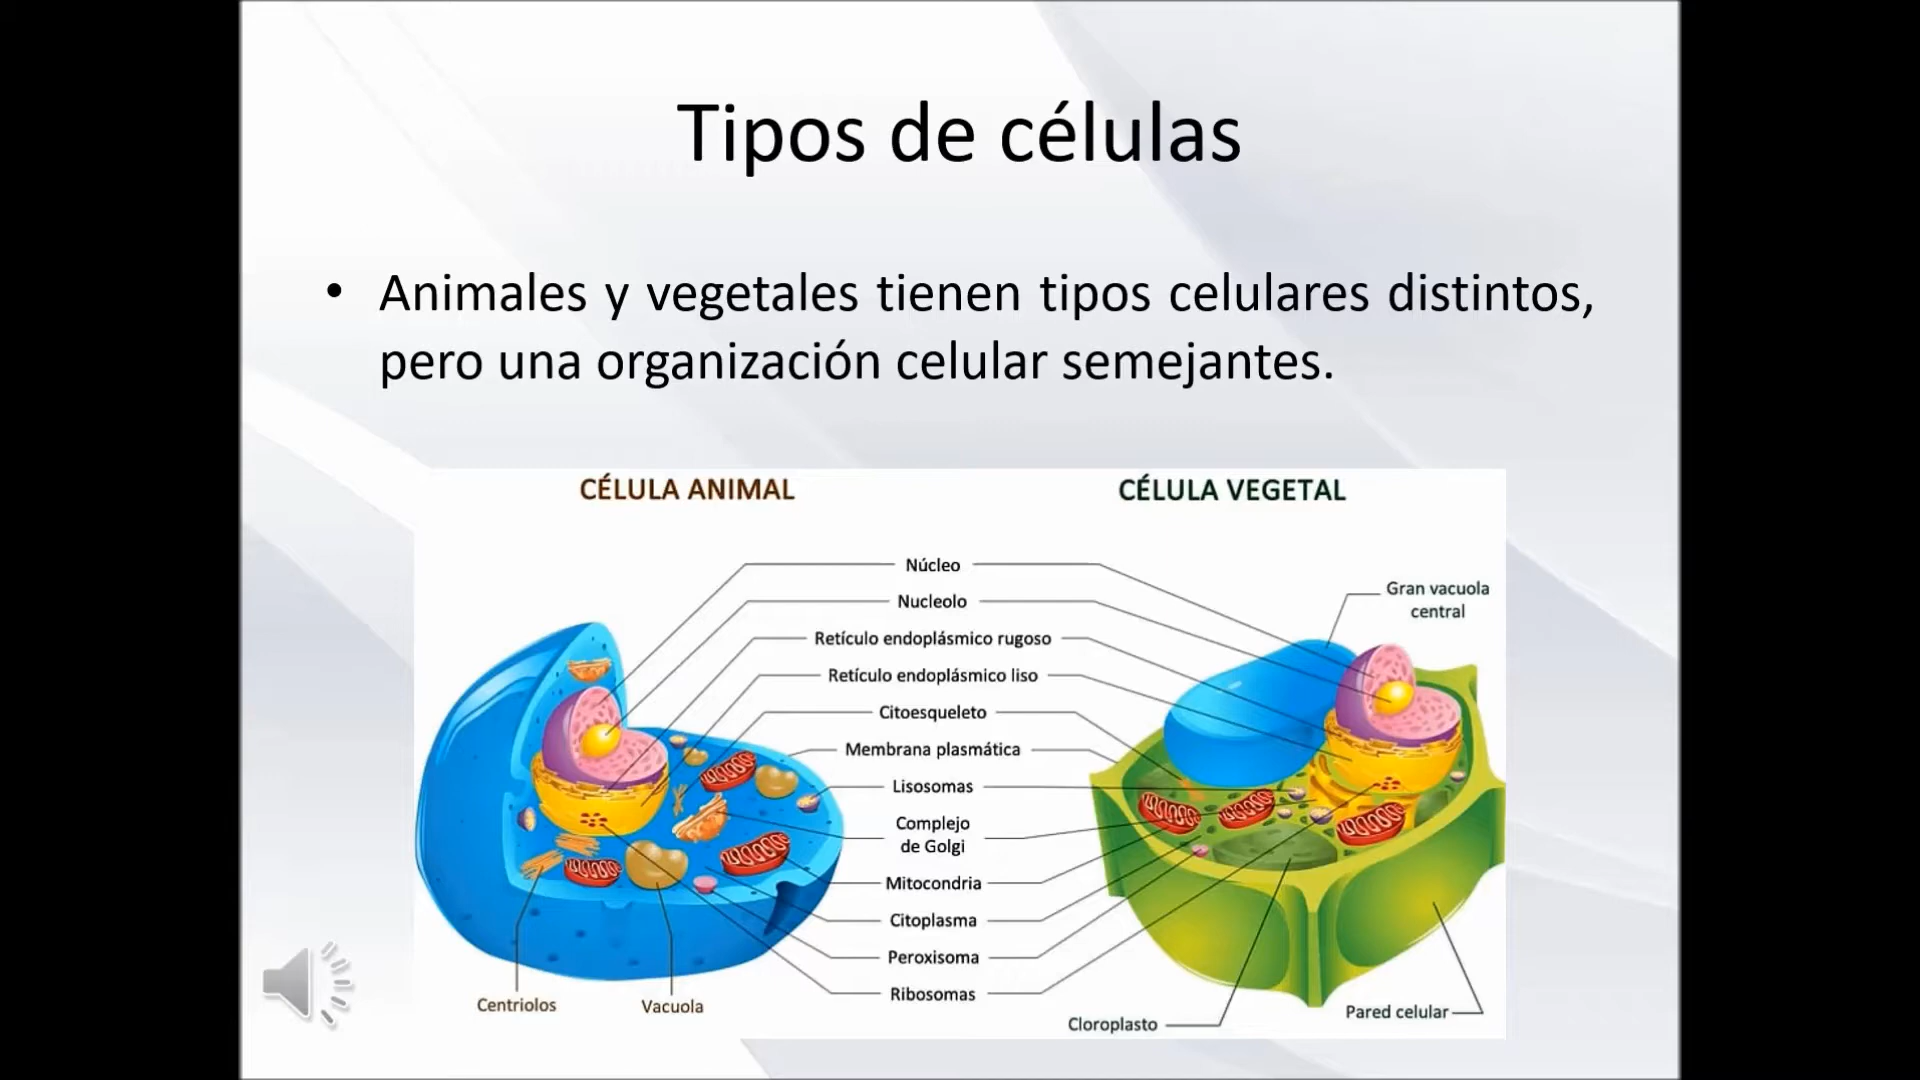 Tipos de células
• Animales y vegetales tienen tipos celulares distintos,
pero una organización celular semejantes.
CÉLULA ANIMAL
CÉLULA VEGETAL
Núcleo
Nucleolo
Retículo endoplásmico rugoso
Retículo endoplásmico liso
Citoesqueleto
Membrana plasmática
Lisosomas
Complejo
de Golgi
Mitocondria
Citoplasma
Peroxisoma
Ribosomas
Gran vacuola
central
Centriolos
Vacuola
Cloroplasto
Pared celular